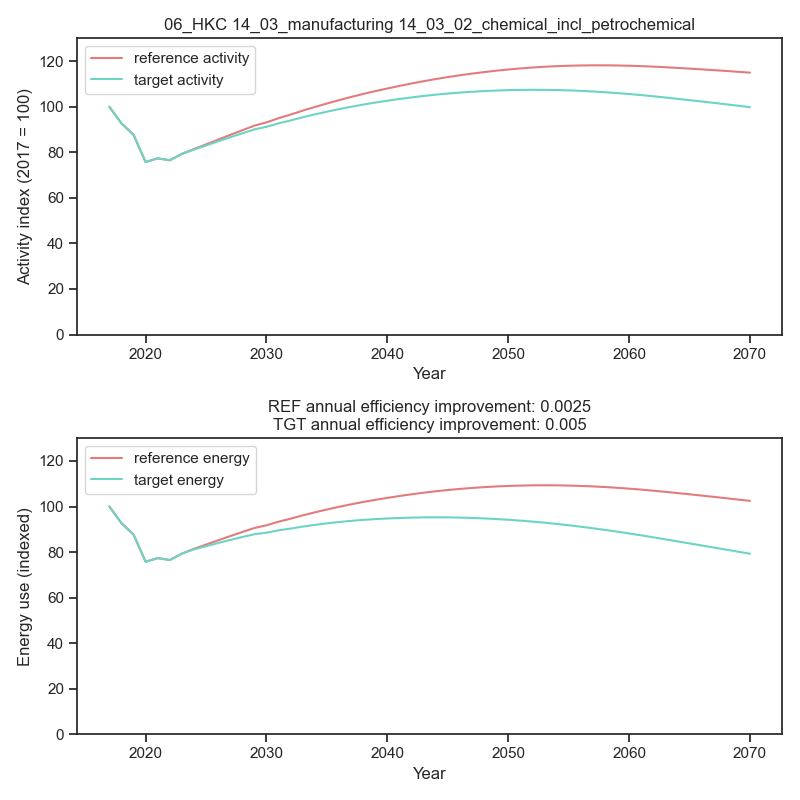 06_HKC 14_03_manufacturing 14_03_02_chemical_incl_petrochemical
reference activity
target activity
Activity index (2017 = 100)
120
100
80
60
40
20
0
2020 2030 2040 2050 2060 2070
Year
REF annual efficiency improvement: 0.0025
TGT annual efficiency improvement: 0.005
reference energy
target energy
Energy use (indexed)
120
100
80
60
40
20
0
2020 2030 2040 2050 2060 2070
Year